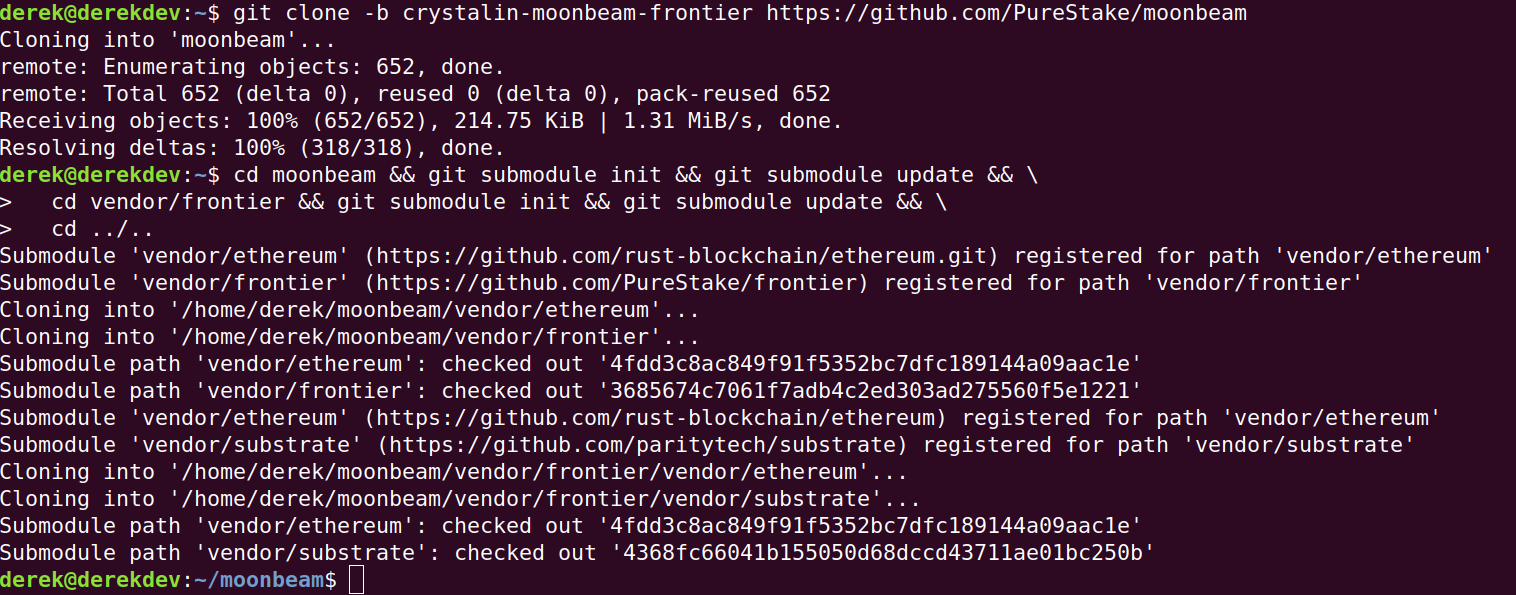 derek@derekdev:~$ git clone -b crystalin-moonbeam-frontier https://github.com/PureStake/moonbeam
Cloning into 'moonbeam'...
remote: Enumerating objects: 652, done.
remote: Total 652 (delta 0), reused 0 (delta 0), pack-reused 652
Receiving objects: 100% (652/652), 214.75 KiB | 1.31 MiB/s, done.
Resolving deltas: 100% (318/318), done.
derek@derekdev:~$ cd moonbeam && git submodule init && git submodule update && \
>   cd vendor/frontier && git submodule init && git submodule update && \
>   cd ../..
Submodule 'vendor/ethereum' (https://github.com/rust-blockchain/ethereum.git) registered for path 'vendor/ethereum'
Submodule 'vendor/frontier' (https://github.com/PureStake/frontier) registered for path 'vendor/frontier'
Cloning into '/home/derek/moonbeam/vendor/ethereum'...
Cloning into '/home/derek/moonbeam/vendor/frontier'...
Submodule path 'vendor/ethereum': checked out '4fdd3c8ac849f91f5352bc7dfc189144a09aac1e'
Submodule path 'vendor/frontier': checked out '3685674c7061f7adb4c2ed303ad275560f5e1221'
Submodule 'vendor/ethereum' (https://github.com/rust-blockchain/ethereum) registered for path 'vendor/ethereum'
Submodule 'vendor/substrate' (https://github.com/paritytech/substrate) registered for path 'vendor/substrate'
Cloning into '/home/derek/moonbeam/vendor/frontier/vendor/ethereum'...
Cloning into '/home/derek/moonbeam/vendor/frontier/vendor/substrate'...
Submodule path 'vendor/ethereum': checked out '4fdd3c8ac849f91f5352bc7dfc189144a09aac1e'
Submodule path 'vendor/substrate': checked out '4368fc66041b155050d68dccd43711ae01bc250b'
derek@derekdev:~/moonbeam$